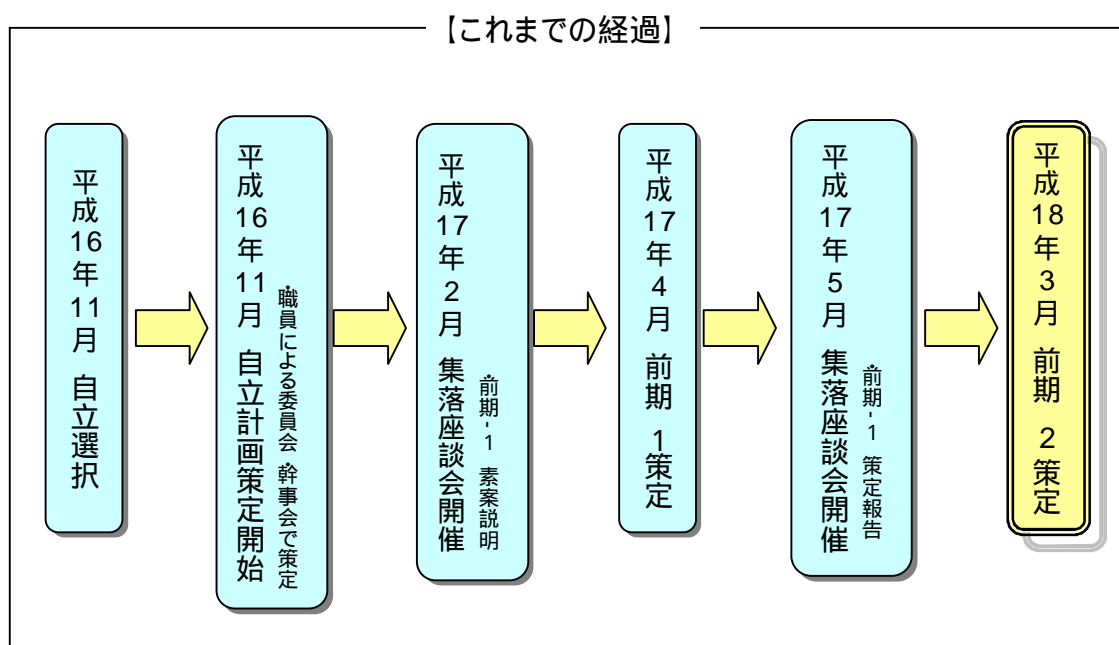 【これまでの経過】
平成16年11月 自立選択
平成16年11月 自立計画策定開始
・職員による委員会・幹事会で策定
平成17年2月 集落座談会開催
・前期-1 素案説明
平成17年4月 前期 1策定
平成17年5月 集落座談会開催
・前期-1 策定報告
平成18年3月 前期 2策定